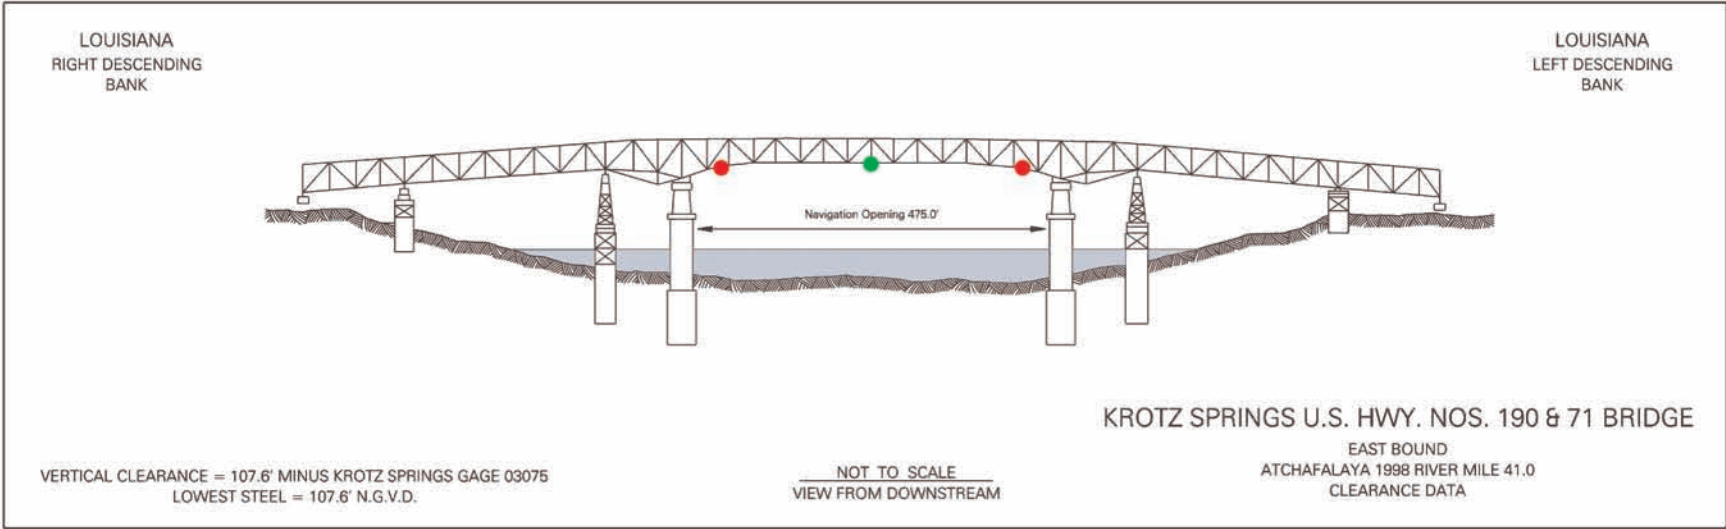 LOUISIANA
RIGHT DESCENDING
BANK
LOUISIANA
LEFT DESCENDING
BANK
Navigation Opening 475.0'
KROTZ SPRINGS U.S. HWY. NOS. 190 & 71 BRIDGE
EAST BOUND
ATCHAFALAYA 1998 RIVER MILE 41.0
CLEARANCE DATA
VERTICAL CLEARANCE = 107.6' MINUS KROTZ SPRINGS GAGE 03075
LOWEST STEEL = 107.6' N.G.V.D.
NOT TO SCALE
VIEW FROM DOWNSTREAM